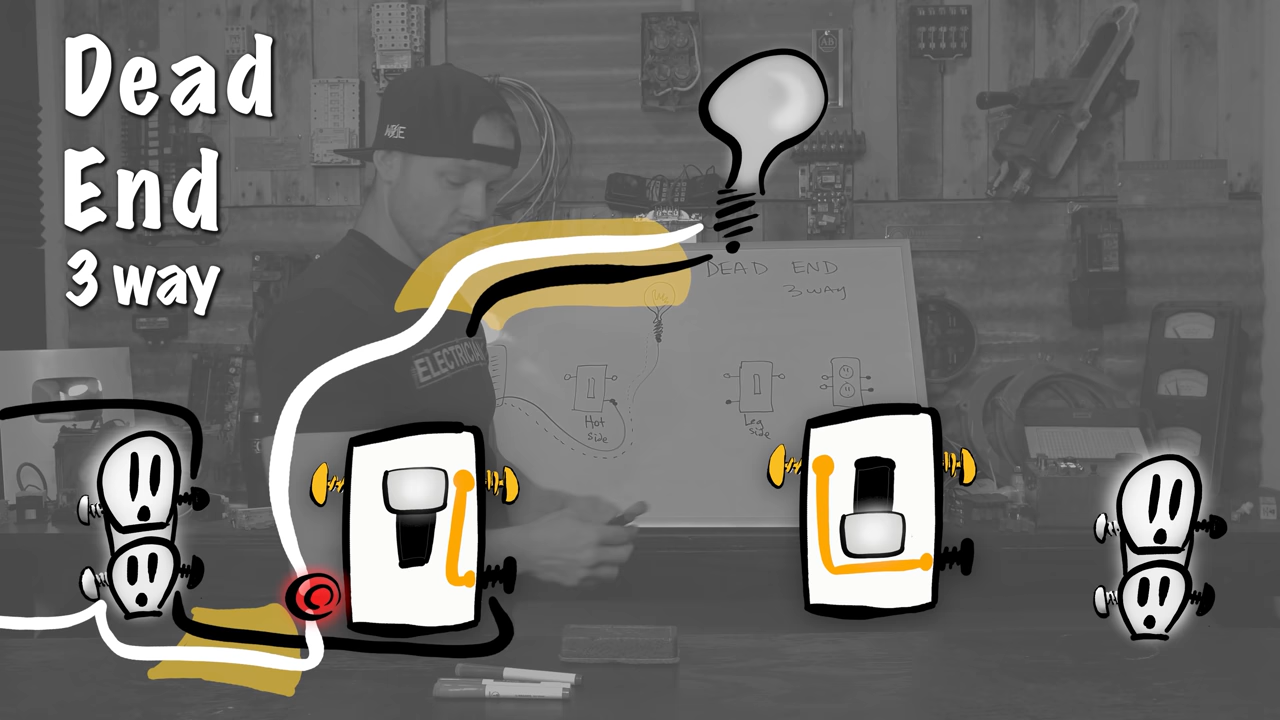 Dead
End
3 way
ELECTRICIAN
DEAD END
3 WAY
Hot
Side
Leg
Side